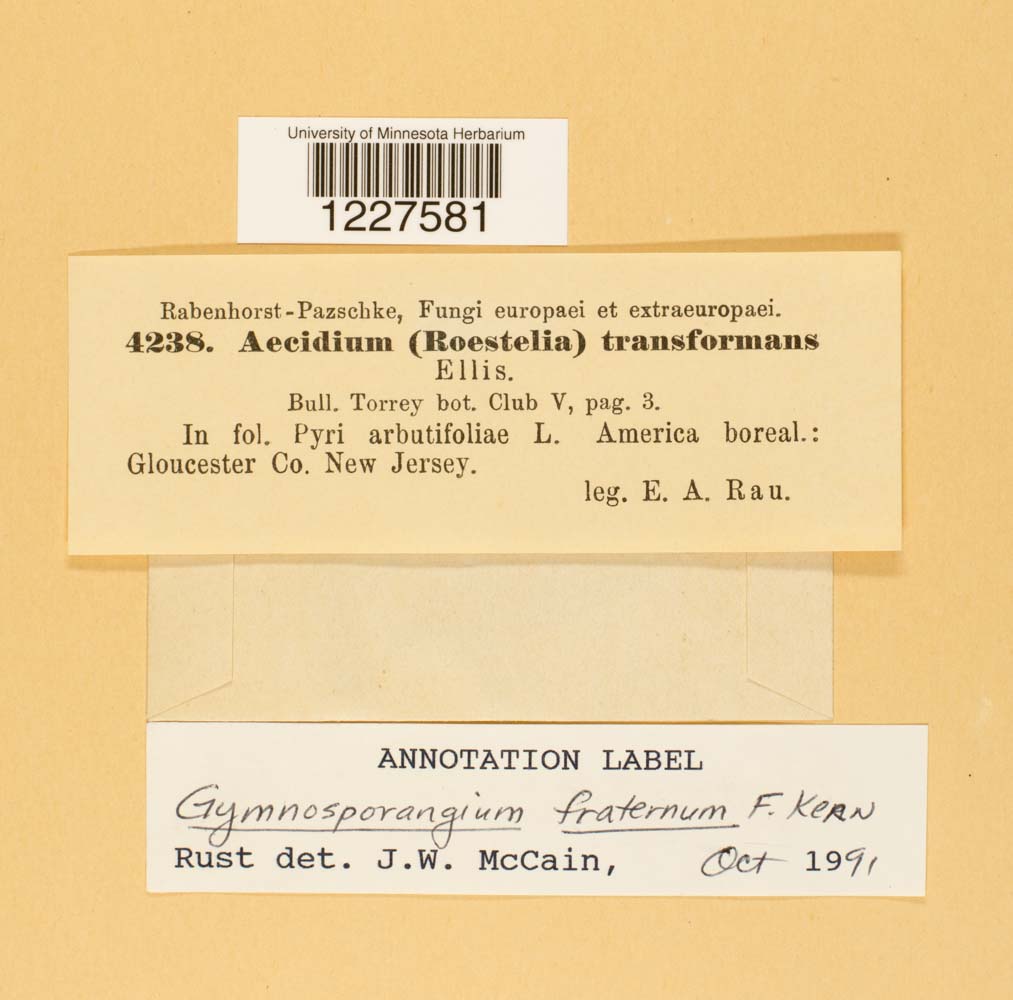 University of Minnesota Herbarium
1227581
Rabenhorst-Pazschke, Fungi europaei et extraeuropaei.
4238. Aecidium (Roestelia) transformans
Ellis.
Bull. Torrey bot. Club V, pag. 3.
In fol. Pyri arbutifoliae L. America boreal.:
Gloucester Co. New Jersey.
leg. E. A. Rau.
ANNOTATION LABEL
Gymnosporangium fraternum F. KERN
Rust det. J.W. McCain, Oct 1991